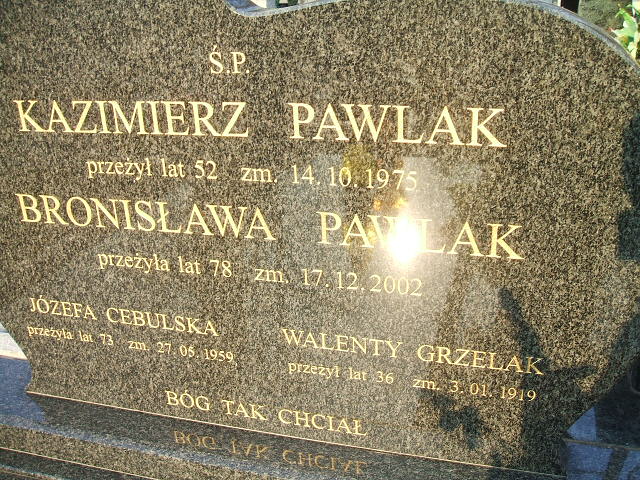 Ś.P.
KAZIMIERZ PAWLAK
przeżył lat 52 zm. 14.10.1975
BRONISŁAWA PAWLAK
przeżyła lat 78 zm. 17.12.2002
JÓZEFA CEBULSKA
przeżyła lat 73 zm. 27.05.1959
WALENTY GRZELAK
przeżył lat 36 zm. 3.01.1919
BÓG TAK CHCIAŁ